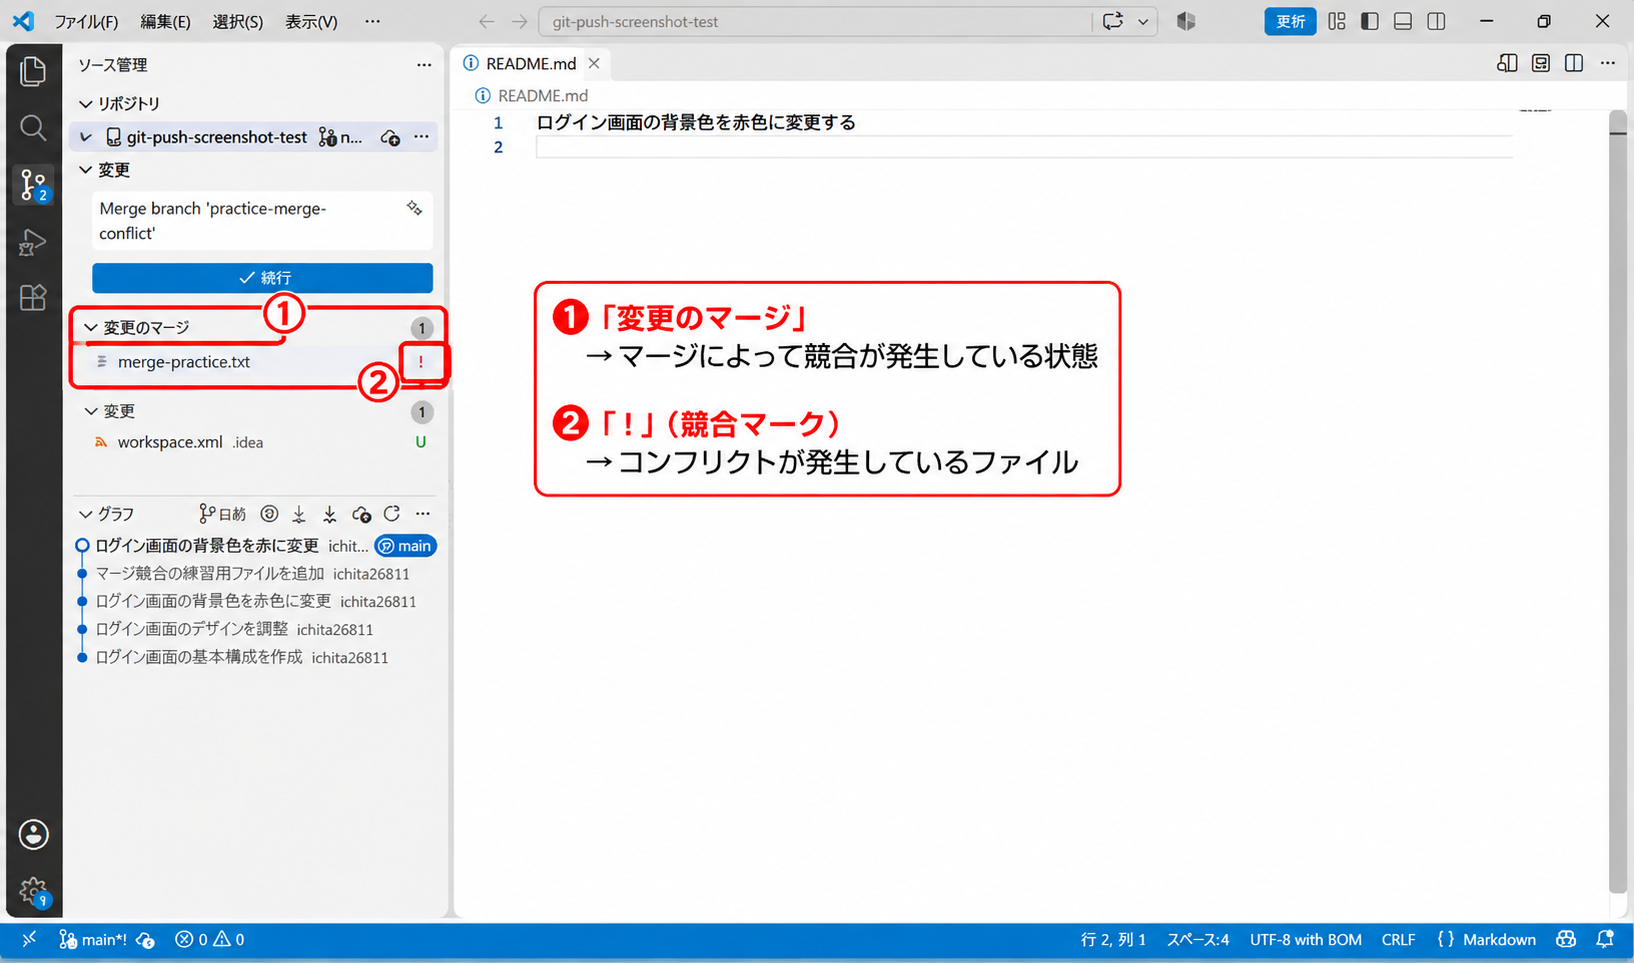 ファイル(F) 編集(E) 選択(S) 表示(V) ···
git-push-screenshot-test
更新
ソース管理
リポジトリ
git-push-screenshot-test n...
変更
Merge branch 'practice-merge-
conflict'
続行
①
変更のマージ 1
merge-practice.txt !
②
変更 1
workspace.xml .idea U
グラフ
ログイン画面の背景色を赤に変更 ichit... main
マージ競合の練習用ファイルを追加 ichita26811
ログイン画面の背景色を赤色に変更 ichita26811
ログイン画面のデザインを調整 ichita26811
ログイン画面の基本構成を作成 ichita26811
README.md
README.md
1 ログイン画面の背景色を赤色に変更する
2
❶「変更のマージ」
→ マージによって競合が発生している状態
❷「！」（競合マーク）
→ コンフリクトが発生しているファイル
2
9
main*! 0 0
行 2, 列 1 スペース:4 UTF-8 with BOM CRLF {} Markdown